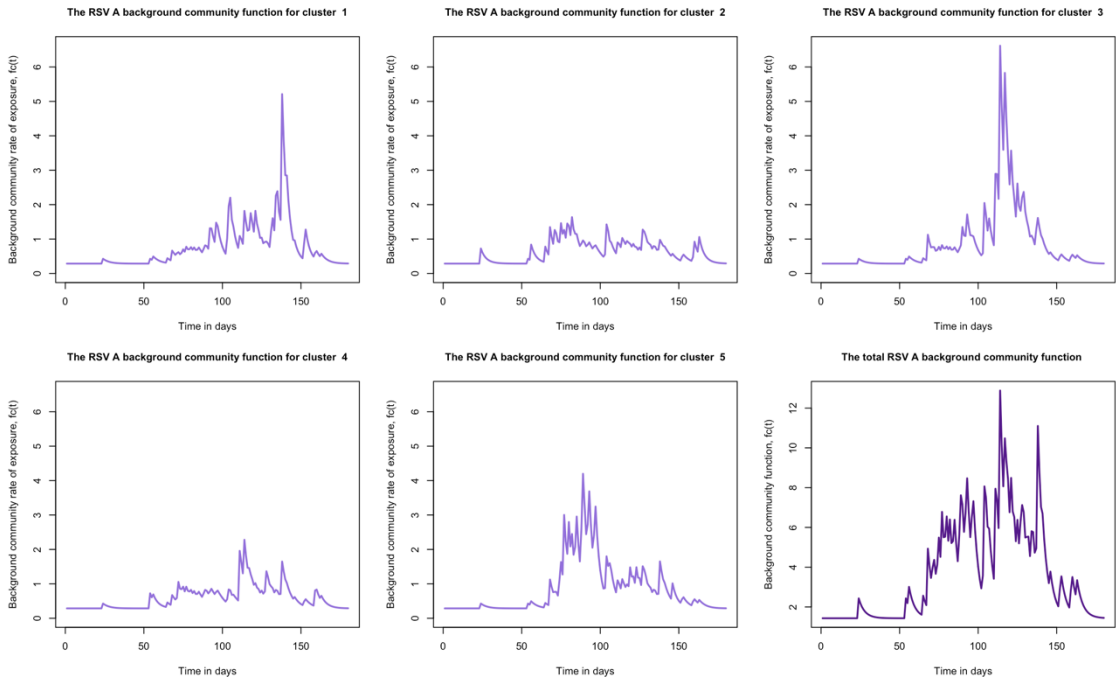 The RSV A background community function for cluster 1
Background community rate of exposure, fc(t)
0 1 2 3 4 5 6
0 50 100 150
Time in days
The RSV A background community function for cluster 2
Background community rate of exposure, fc(t)
0 1 2 3 4 5 6
0 50 100 150
Time in days
The RSV A background community function for cluster 3
Background community rate of exposure, fc(t)
0 1 2 3 4 5 6
0 50 100 150
Time in days
The RSV A background community function for cluster 4
Background community rate of exposure, fc(t)
0 1 2 3 4 5 6
0 50 100 150
Time in days
The RSV A background community function for cluster 5
Background community rate of exposure, fc(t)
0 1 2 3 4 5 6
0 50 100 150
Time in days
The total RSV A background community function
Background community function, fc(t)
2 4 6 8 10 12
0 50 100 150
Time in days